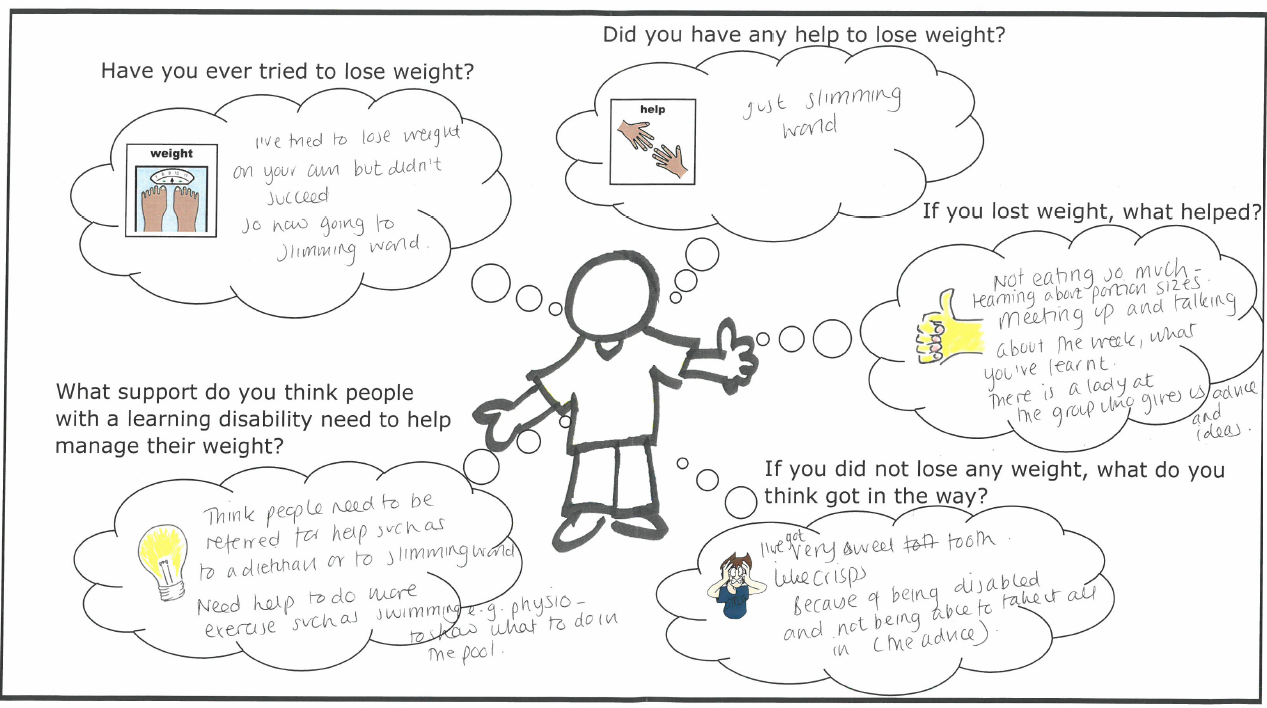 Have you ever tried to lose weight?
weight
I've tried to lose weight
on your own but didn't
succeed
so now going to
slimming world.
Did you have any help to lose weight?
help
Just slimming
world
If you lost weight, what helped?
Not eating so much -
learning about portion sizes.
Meeting up and talking
about the week, what
you've learnt.
There is a lady at
the group who gives us advice
and
ideas.
What support do you think people
with a learning disability need to help
manage their weight?
Think people need to be
referred for help such as
to a dietitian or to slimming world
Need help to do more
exercise such as swimming e.g. physio -
to show what to do in
the pool.
If you did not lose any weight, what do you
think got in the way?
I've got very sweet tooth.
like crisps
Because of being disabled
and not being able to take it all
in (the advice).